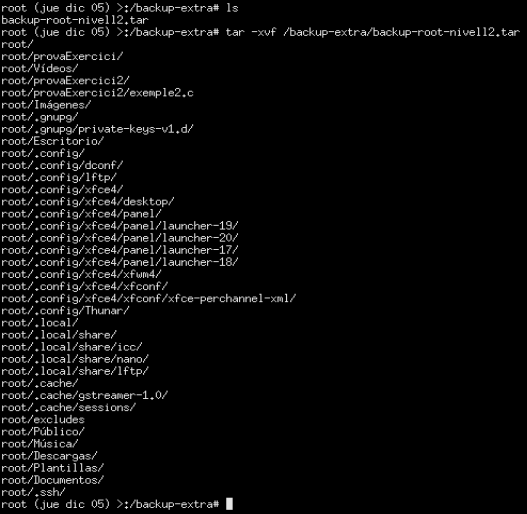 root (jue dic 05) >:/backup-extra# ls
backup-root-nivell2.tar
root (jue dic 05) >:/backup-extra# tar -xvf /backup-extra/backup-root-nivell2.tar
root/
root/provaExercici/
root/Vídeos/
root/provaExercici2/
root/provaExercici2/exemple2.c
root/Imágenes/
root/.gnupg/
root/.gnupg/private-keys-v1.d/
root/Escritorio/
root/.config/
root/.config/dconf/
root/.config/lftp/
root/.config/xfce4/
root/.config/xfce4/desktop/
root/.config/xfce4/panel/
root/.config/xfce4/panel/launcher-19/
root/.config/xfce4/panel/launcher-20/
root/.config/xfce4/panel/launcher-17/
root/.config/xfce4/panel/launcher-18/
root/.config/xfce4/xfwm4/
root/.config/xfce4/xfconf/
root/.config/xfce4/xfconf/xfce-perchannel-xml/
root/.config/Thunar/
root/.local/
root/.local/share/
root/.local/share/icc/
root/.local/share/nano/
root/.local/share/lftp/
root/.cache/
root/.cache/gstreamer-1.0/
root/.cache/sessions/
root/excludes
root/Público/
root/Música/
root/Descargas/
root/Plantillas/
root/Documentos/
root/.ssh/
root (jue dic 05) >:/backup-extra#